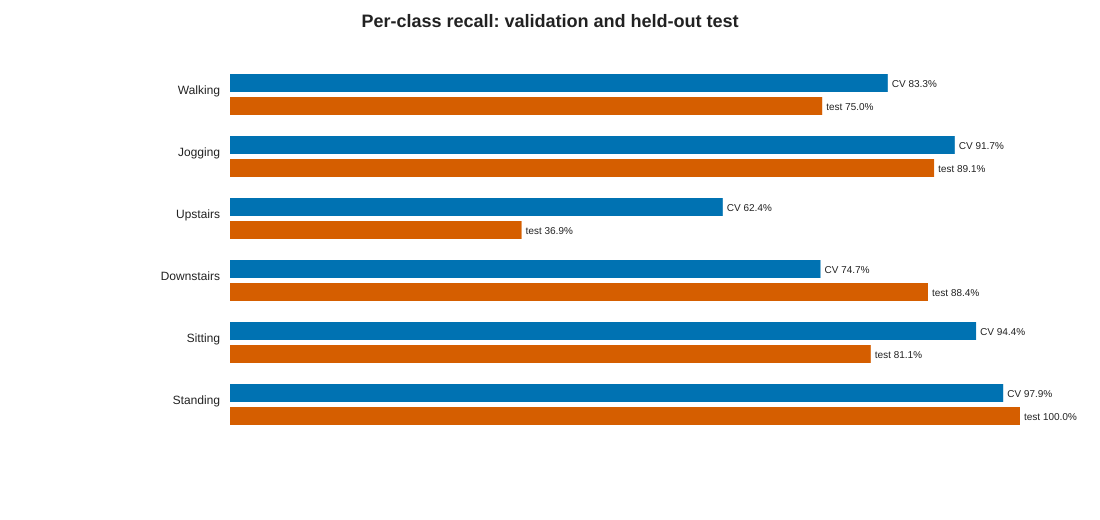 Per-class recall: validation and held-out test
Walking
CV 83.3%
test 75.0%
Jogging
CV 91.7%
test 89.1%
Upstairs
CV 62.4%
test 36.9%
Downstairs
CV 74.7%
test 88.4%
Sitting
CV 94.4%
test 81.1%
Standing
CV 97.9%
test 100.0%